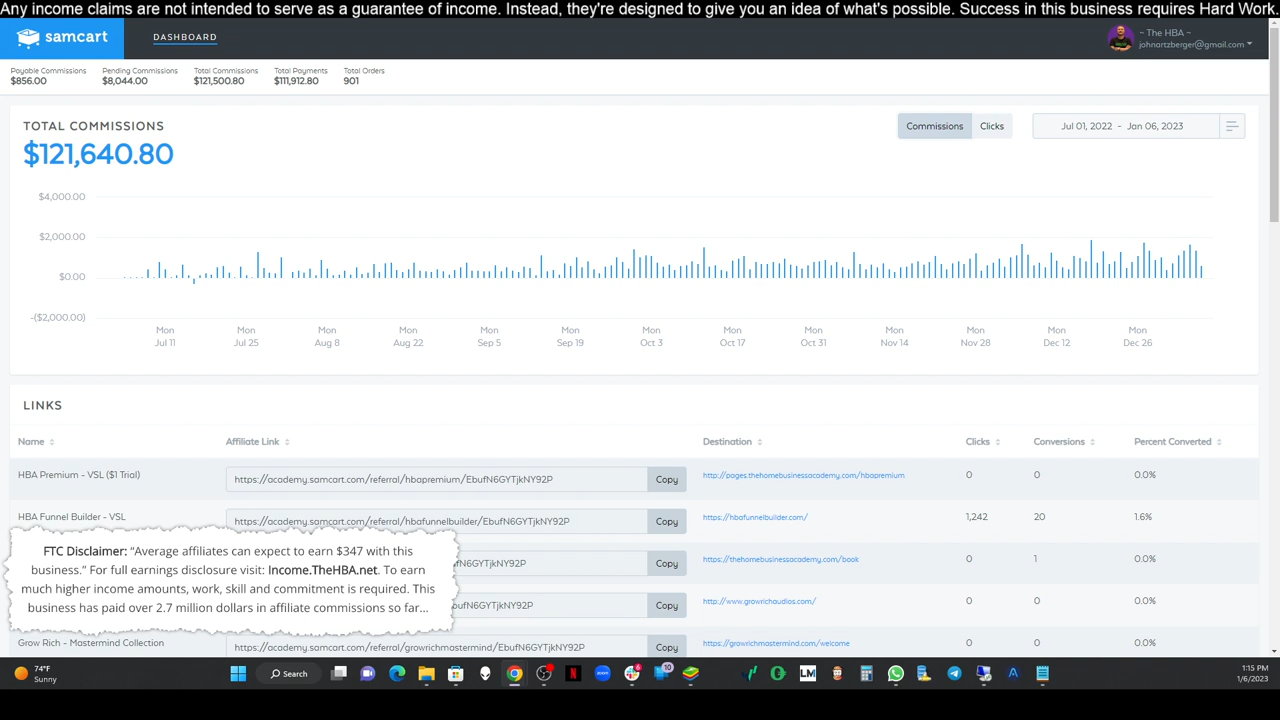 Any income claims are not intended to serve as a guarantee of income. Instead, they're designed to give you an idea of what's possible. Success in this business requires Hard Work.
samcart
DASHBOARD
~ The HBA ~
johnartzberger@gmail.com
Payable Commissions
$856.00
Pending Commissions
$8,044.00
Total Commissions
$121,500.80
Total Payments
$111,912.80
Total Orders
901
TOTAL COMMISSIONS
$121,640.80
Commissions
Clicks
Jul 01, 2022 - Jan 06, 2023
$4,000.00
$2,000.00
$0.00
-($2,000.00)
Mon Mon Mon Mon Mon Mon Mon Mon Mon Mon Mon Mon Mon
Jul 11 Jul 25 Aug 8 Aug 22 Sep 5 Sep 19 Oct 3 Oct 17 Oct 31 Nov 14 Nov 28 Dec 12 Dec 26
LINKS
Name Affiliate Link Destination Clicks Conversions Percent Converted
HBA Premium - VSL ($1 Trial) https://academy.samcart.com/referral/hbapremium/EbufN6GYTjkNY92P Copy http://pages.thehomebusinessacademy.com/hbapremium 0 0 0.0%
HBA Funnel Builder - VSL https://academy.samcart.com/referral/hbafunnelbuilder/EbufN6GYTjkNY92P Copy https://hbafunnelbuilder.com/ 1,242 20 1.6%
bufN6GYTjkNY92P Copy https://thehomebusinessacademy.com/book 0 1 0.0%
bufN6GYTjkNY92P Copy http://www.growrichaudios.com/ 0 0 0.0%
Grow Rich - Mastermind Collection https://academy.samcart.com/referral/growrichmastermind/EbufN6GYTjkNY92P Copy https://growrichmastermind.com/welcome 0 0 0.0%
FTC Disclaimer: “Average affiliates can expect to earn $347 with this
business.” For full earnings disclosure visit: Income.TheHBA.net. To earn
much higher income amounts, work, skill and commitment is required. This
business has paid over 2.7 million dollars in affiliate commissions so far...
74°F
Sunny
Search
zoom
6
10
LM
1:15 PM
1/6/2023